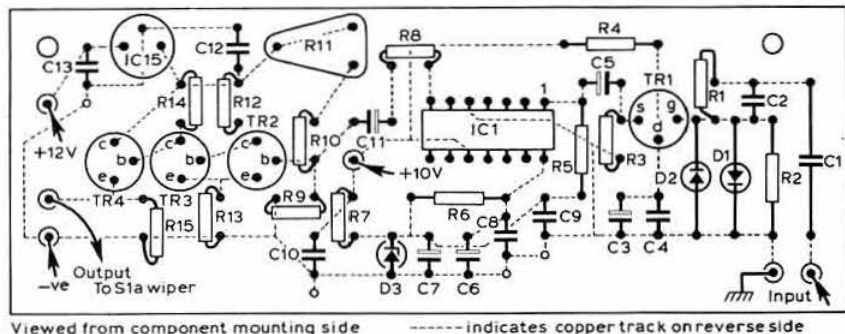 C13
IC15
C12
R11
R8
R4
C5
TR1
R1
C2
C1
R14
R12
TR2
R10
C11
IC1
1
s
g
d
R3
R5
+12V
c
b
e
c
b
e
c
b
e
TR4
TR3
+10V
D2
D1
R2
R15
R13
R9
R7
R6
C8
C9
C3
C4
C10
D3
C7
C6
-ve
Output
To S1a wiper
Input
Viewed from component mounting side
-----indicates copper track on reverse side